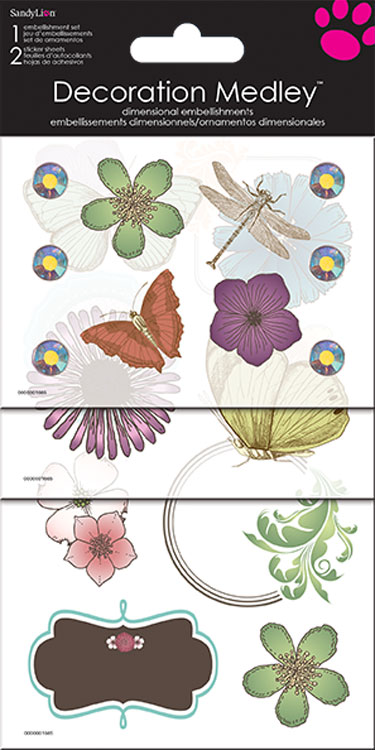 SandyLion™
1 embellishment set
jeu d'embellissements
set de ornamentos
2 sticker sheets
feuilles d'autocollants
hojas de adhesivos
Decoration Medley™
dimensional embellishments
embellissements dimensionnels/ornamentos dimensionales